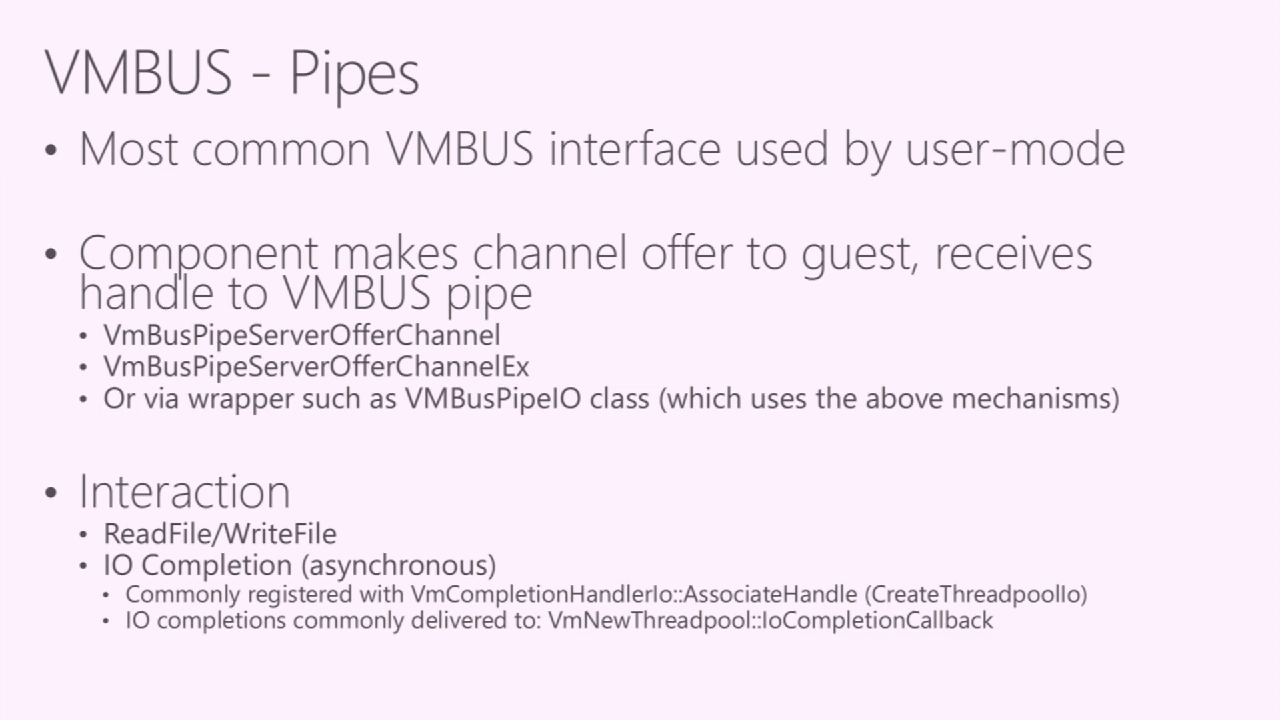 VMBUS - Pipes
• Most common VMBUS interface used by user-mode
• Component makes channel offer to guest, receives
handle to VMBUS pipe
• VmBusPipeServerOfferChannel
• VmBusPipeServerOfferChannelEx
• Or via wrapper such as VMBusPipeIO class (which uses the above mechanisms)
• Interaction
• ReadFile/WriteFile
• IO Completion (asynchronous)
• Commonly registered with VmCompletionHandlerIo::AssociateHandle (CreateThreadpoolIo)
• IO completions commonly delivered to: VmNewThreadpool::IoCompletionCallback